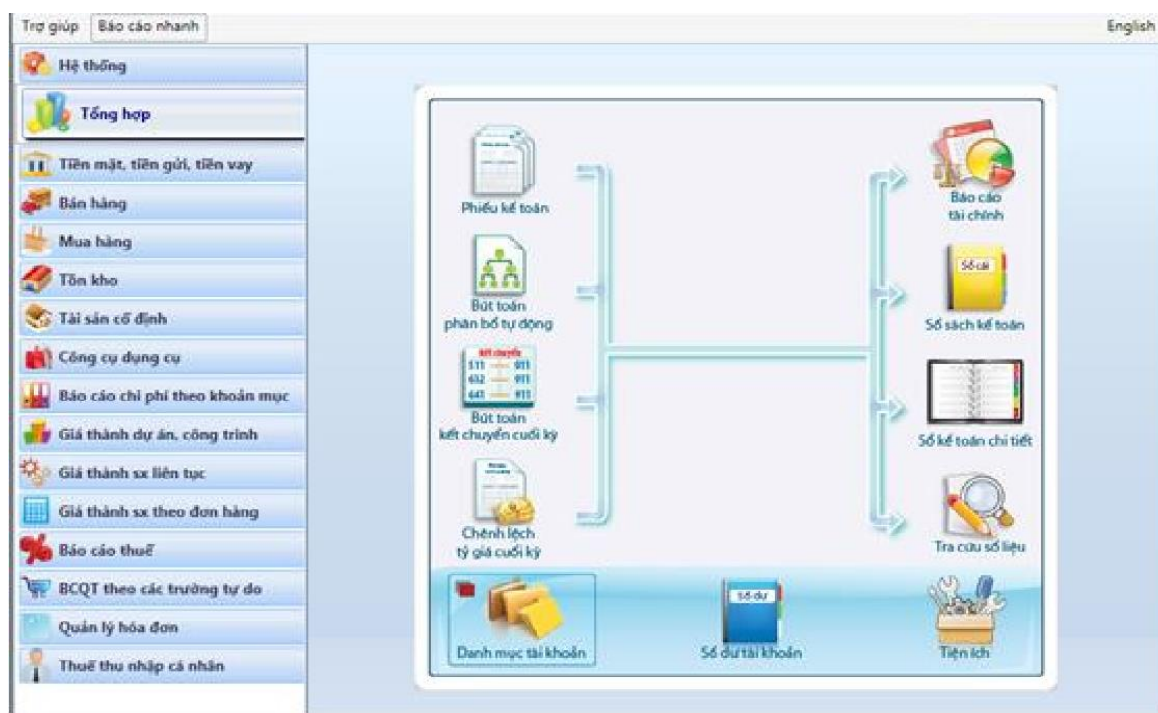 Trợ giúp Báo cáo nhanh English
Hệ thống
Tổng hợp
Tiền mặt, tiền gửi, tiền vay
Bán hàng
Mua hàng
Tồn kho
Tài sản cố định
Công cụ dụng cụ
Báo cáo chi phí theo khoản mục
Giá thành dự án, công trình
Giá thành sx liên tục
Giá thành sx theo đơn hàng
Báo cáo thuế
BCQT theo các trường tự do
Quản lý hóa đơn
Thuế thu nhập cá nhân
Phiếu kế toán
Bút toán
phân bổ tự động
Kết chuyển
511 911
632 911
641 911
Bút toán
kết chuyển cuối kỳ
Chênh lệch
tỷ giá cuối kỳ
Báo cáo
tài chính
Sổ cái
Sổ sách kế toán
Sổ kế toán chi tiết
Tra cứu số liệu
Danh mục tài khoản
Số dư
Số dư tài khoản
Tiện ích